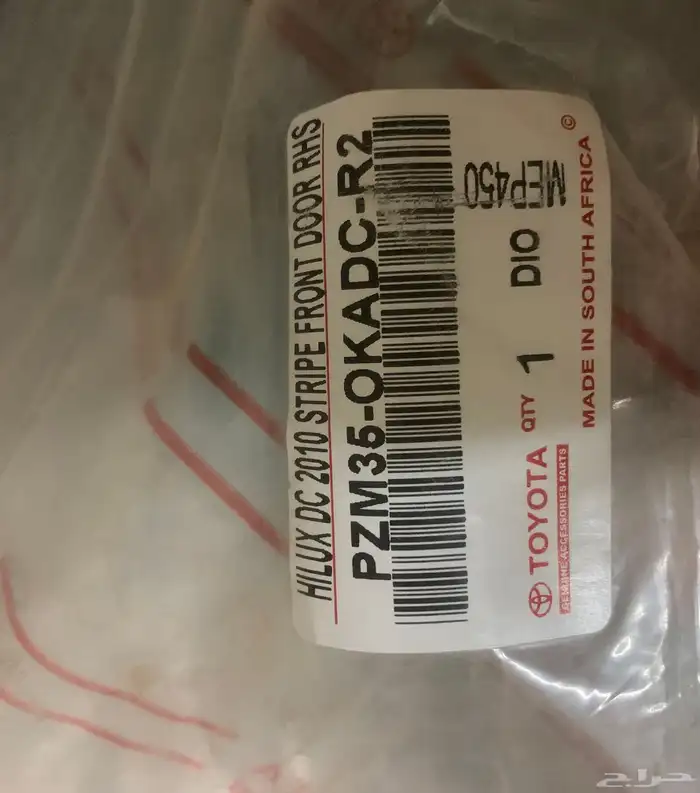 HILUX DC 2010 STRIPE FRONT DOOR RHS
PZM35-OKADC-R2
MEP450
DIO
QTY 1
TOYOTA
GENUINE ACCESSORIES PARTS
MADE IN SOUTH AFRICA
©
حراج